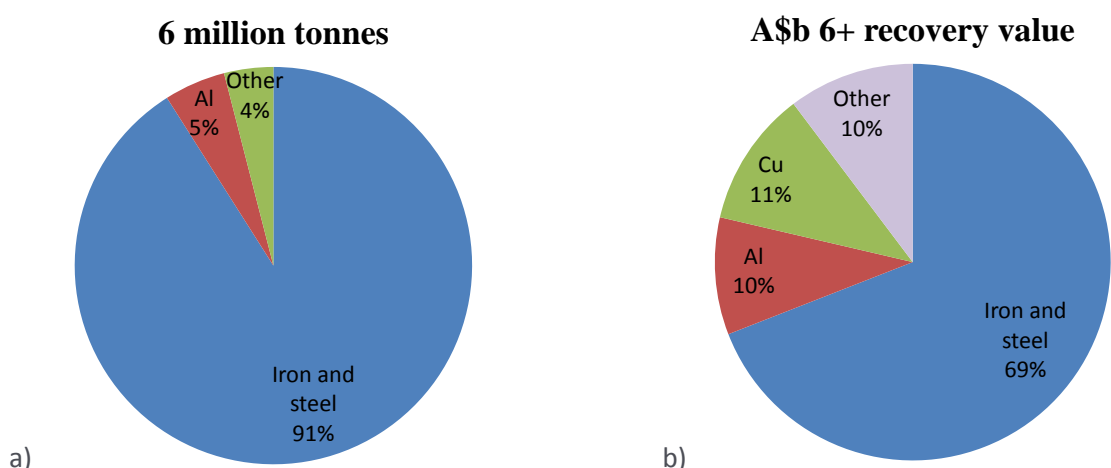 6 million tonnes
Other
4%
Al
5%
Iron and
steel
91%
a)
A$b 6+ recovery value
Other
10%
Cu
11%
Al
10%
Iron and
steel
69%
b)